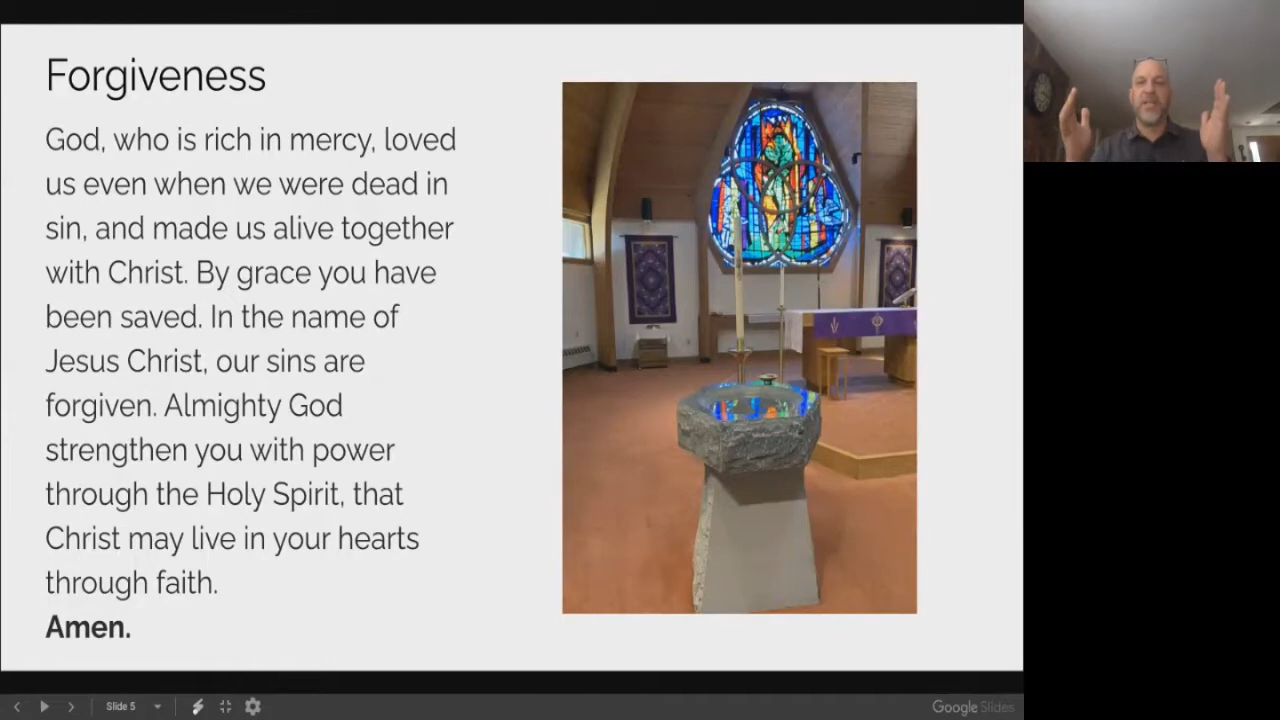 Forgiveness
God, who is rich in mercy, loved
us even when we were dead in
sin, and made us alive together
with Christ. By grace you have
been saved. In the name of
Jesus Christ, our sins are
forgiven. Almighty God
strengthen you with power
through the Holy Spirit, that
Christ may live in your hearts
through faith.
Amen.
Slide 5
Google Slides